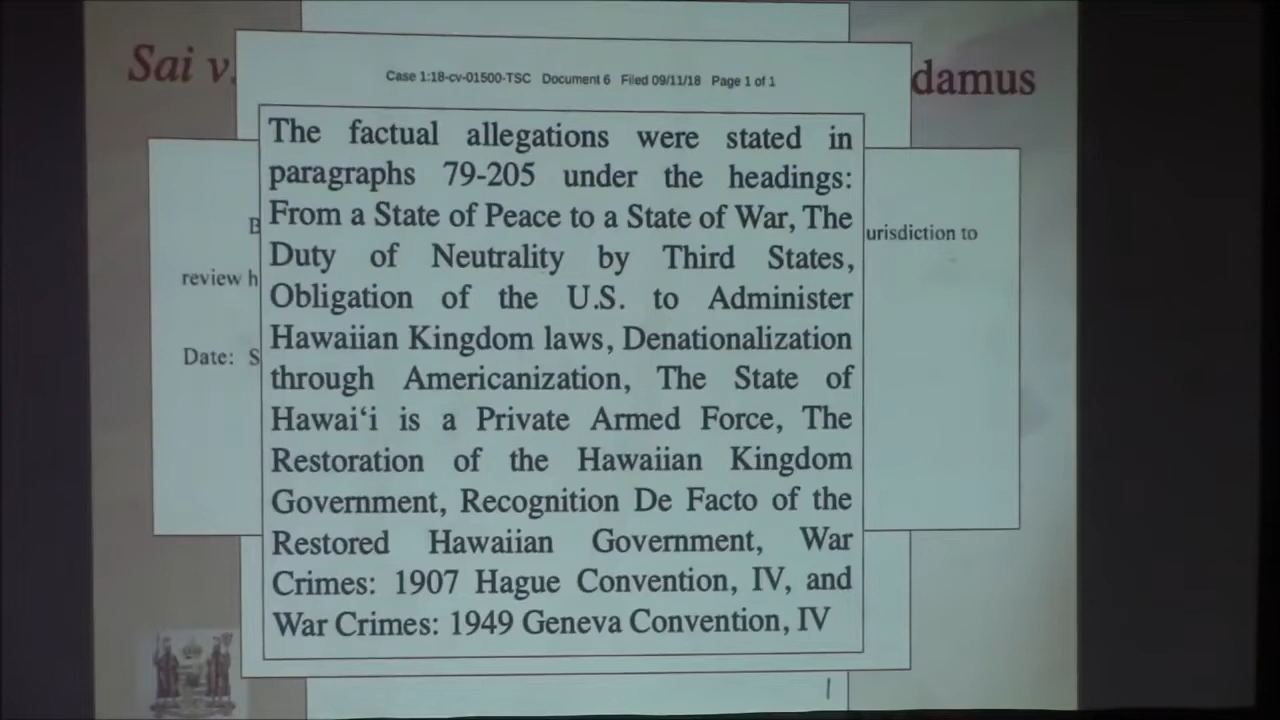 Sai v.
damus
Case 1:18-cv-01500-TSC Document 6 Filed 09/11/18 Page 1 of 1
The factual allegations were stated in
paragraphs 79-205 under the headings:
From a State of Peace to a State of War, The
Duty of Neutrality by Third States,
Obligation of the U.S. to Administer
Hawaiian Kingdom laws, Denationalization
through Americanization, The State of
Hawaiʻi is a Private Armed Force, The
Restoration of the Hawaiian Kingdom
Government, Recognition De Facto of the
Restored Hawaiian Government, War
Crimes: 1907 Hague Convention, IV, and
War Crimes: 1949 Geneva Convention, IV
B
urisdiction to
review h
Date: S